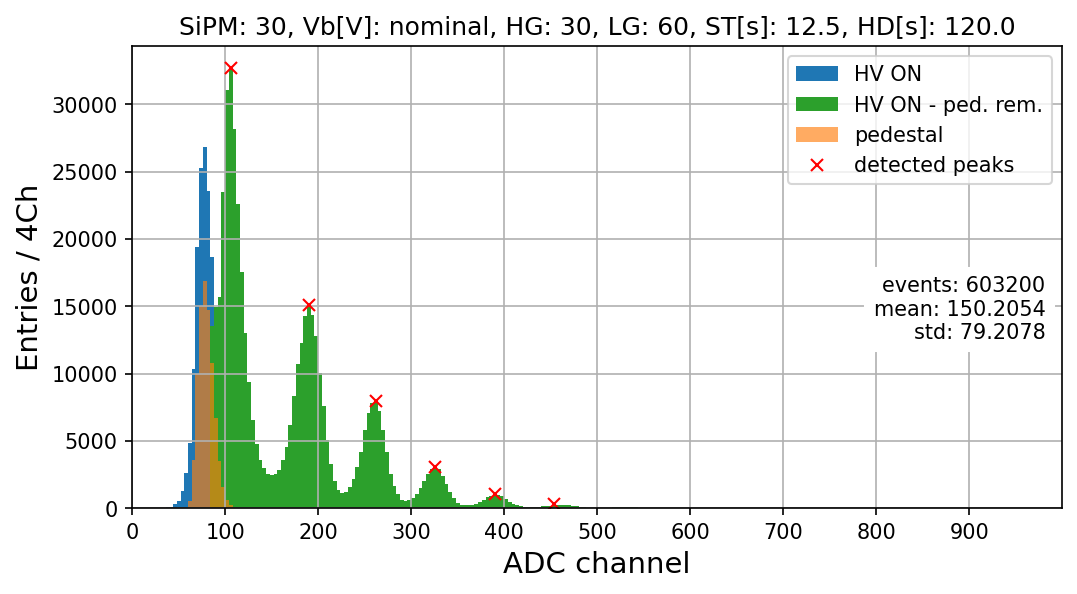 SiPM: 30, Vb[V]: nominal, HG: 30, LG: 60, ST[s]: 12.5, HD[s]: 120.0
HV ON
HV ON - ped. rem.
pedestal
detected peaks
events: 603200
mean: 150.2054
std: 79.2078
Entries / 4Ch
30000
25000
20000
15000
10000
5000
0
0 100 200 300 400 500 600 700 800 900
ADC channel